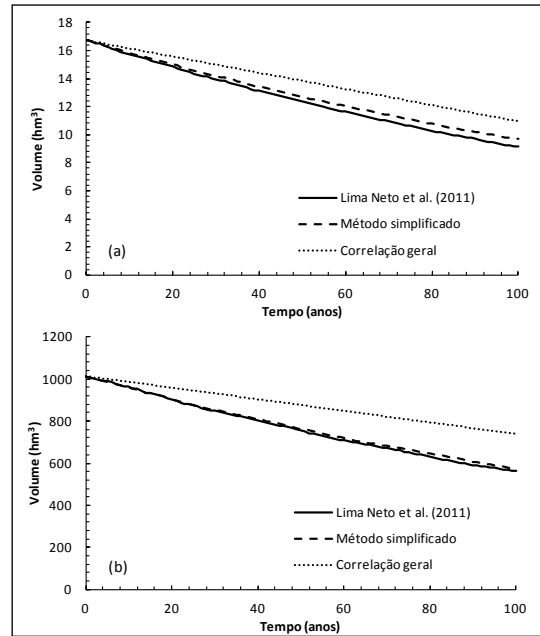 18
16
14
12
10
8
6
4
2
0
Volume (hm³)
Lima Neto et al. (2011)
Método simplificado
Correlação geral
(a)
0 20 40 60 80 100
Tempo (anos)
1200
1000
800
600
400
200
0
Volume (hm³)
Lima Neto et al. (2011)
Método simplificado
Correlação geral
(b)
0 20 40 60 80 100
Tempo (anos)